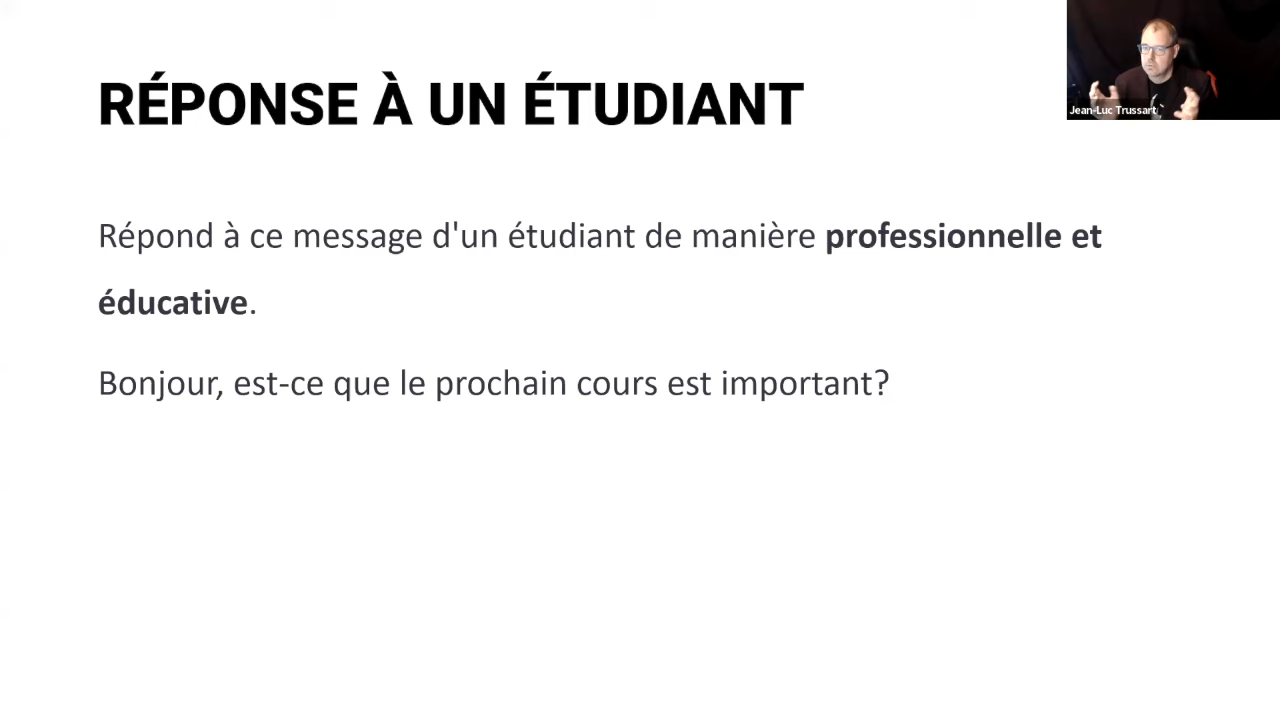 RÉPONSE À UN ÉTUDIANT
Jean-Luc Trussart
Répond à ce message d'un étudiant de manière professionnelle et
éducative.
Bonjour, est-ce que le prochain cours est important?